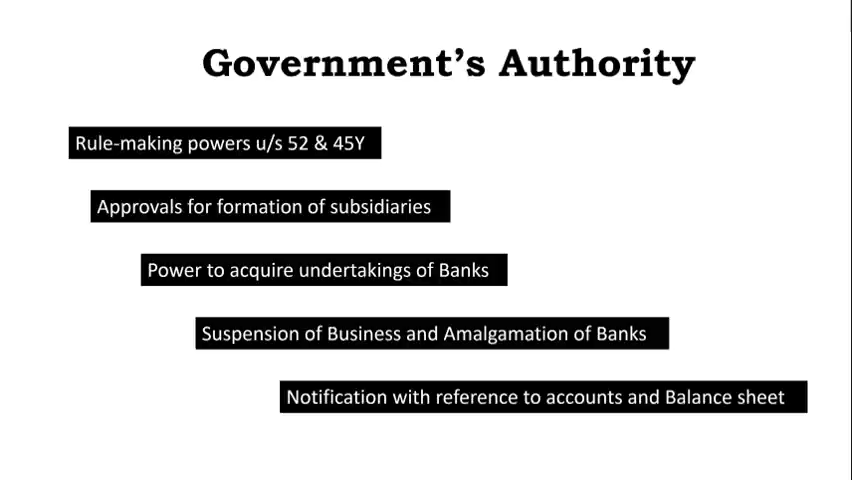 Government’s Authority
Rule-making powers u/s 52 & 45Y
Approvals for formation of subsidiaries
Power to acquire undertakings of Banks
Suspension of Business and Amalgamation of Banks
Notification with reference to accounts and Balance sheet